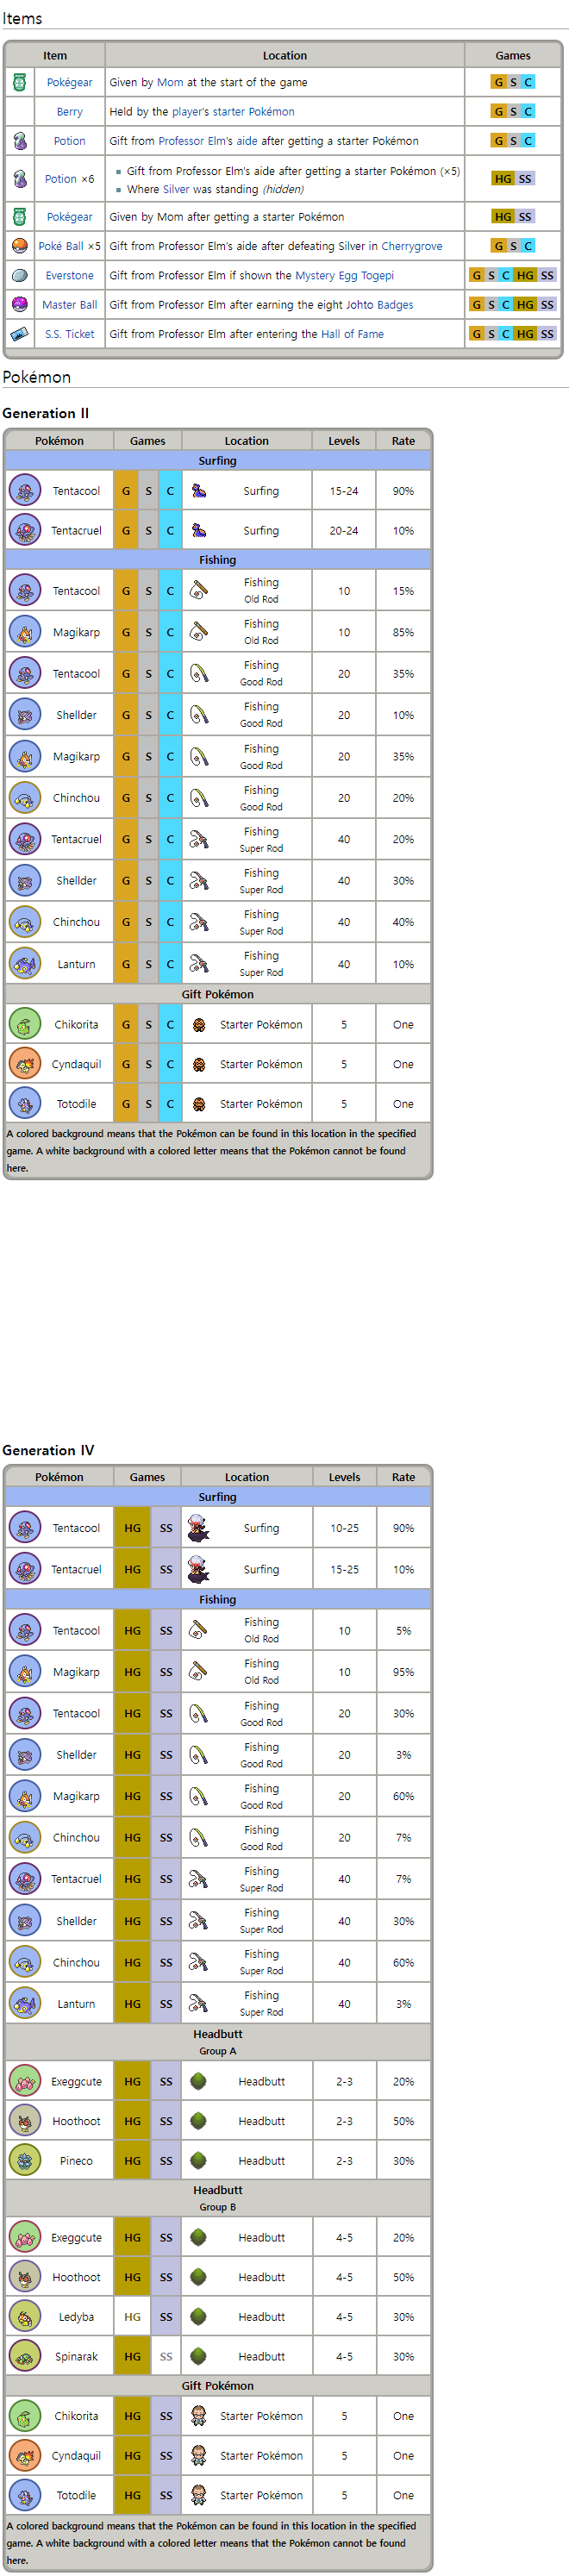 Items
Item Location Games
Pokégear Given by Mom at the start of the game G S C
Berry Held by the player's starter Pokémon G S C
Potion Gift from Professor Elm's aide after getting a starter Pokémon G S C
Potion ×6 Gift from Professor Elm's aide after getting a starter Pokémon (×5) HG SS
Where Silver was standing (hidden)
Pokégear Given by Mom after getting a starter Pokémon HG SS
Poké Ball ×5 Gift from Professor Elm's aide after defeating Silver in Cherrygrove G S C
Everstone Gift from Professor Elm if shown the Mystery Egg Togepi G S C HG SS
Master Ball Gift from Professor Elm after earning the eight Johto Badges G S C HG SS
S.S. Ticket Gift from Professor Elm after entering the Hall of Fame G S C HG SS
Pokémon
Generation II
Pokémon Games Location Levels Rate
Surfing
Tentacool G S C Surfing 15-24 90%
Tentacruel G S C Surfing 20-24 10%
Fishing
Tentacool G S C Fishing Old Rod 10 15%
Magikarp G S C Fishing Old Rod 10 85%
Tentacool G S C Fishing Good Rod 20 35%
Shellder G S C Fishing Good Rod 20 10%
Magikarp G S C Fishing Good Rod 20 35%
Chinchou G S C Fishing Good Rod 20 20%
Tentacruel G S C Fishing Super Rod 40 20%
Shellder G S C Fishing Super Rod 40 30%
Chinchou G S C Fishing Super Rod 40 40%
Lanturn G S C Fishing Super Rod 40 10%
Gift Pokémon
Chikorita G S C Starter Pokémon 5 One
Cyndaquil G S C Starter Pokémon 5 One
Totodile G S C Starter Pokémon 5 One
A colored background means that the Pokémon can be found in this location in the specified
game. A white background with a colored letter means that the Pokémon cannot be found
here.
Generation IV
Pokémon Games Location Levels Rate
Surfing
Tentacool HG SS Surfing 10-25 90%
Tentacruel HG SS Surfing 15-25 10%
Fishing
Tentacool HG SS Fishing Old Rod 10 5%
Magikarp HG SS Fishing Old Rod 10 95%
Tentacool HG SS Fishing Good Rod 20 30%
Shellder HG SS Fishing Good Rod 20 3%
Magikarp HG SS Fishing Good Rod 20 60%
Chinchou HG SS Fishing Good Rod 20 7%
Tentacruel HG SS Fishing Super Rod 40 7%
Shellder HG SS Fishing Super Rod 40 30%
Chinchou HG SS Fishing Super Rod 40 60%
Lanturn HG SS Fishing Super Rod 40 3%
Headbutt
Group A
Exeggcute HG SS Headbutt 2-3 20%
Hoothoot HG SS Headbutt 2-3 50%
Pineco HG SS Headbutt 2-3 30%
Headbutt
Group B
Exeggcute HG SS Headbutt 4-5 20%
Hoothoot HG SS Headbutt 4-5 50%
Ledyba HG SS Headbutt 4-5 30%
Spinarak HG SS Headbutt 4-5 30%
Gift Pokémon
Chikorita HG SS Starter Pokémon 5 One
Cyndaquil HG SS Starter Pokémon 5 One
Totodile HG SS Starter Pokémon 5 One
A colored background means that the Pokémon can be found in this location in the specified
game. A white background with a colored letter means that the Pokémon cannot be found
here.